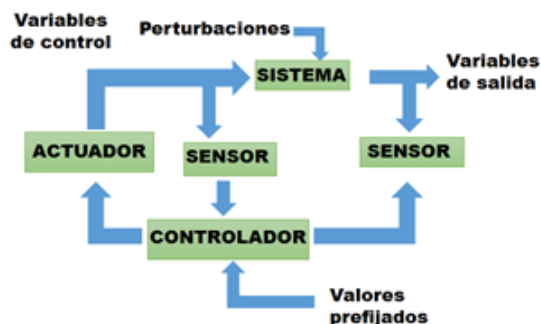 Variables
de control
Perturbaciones
SISTEMA
Variables
de salida
ACTUADOR
SENSOR
SENSOR
CONTROLADOR
Valores
prefijados